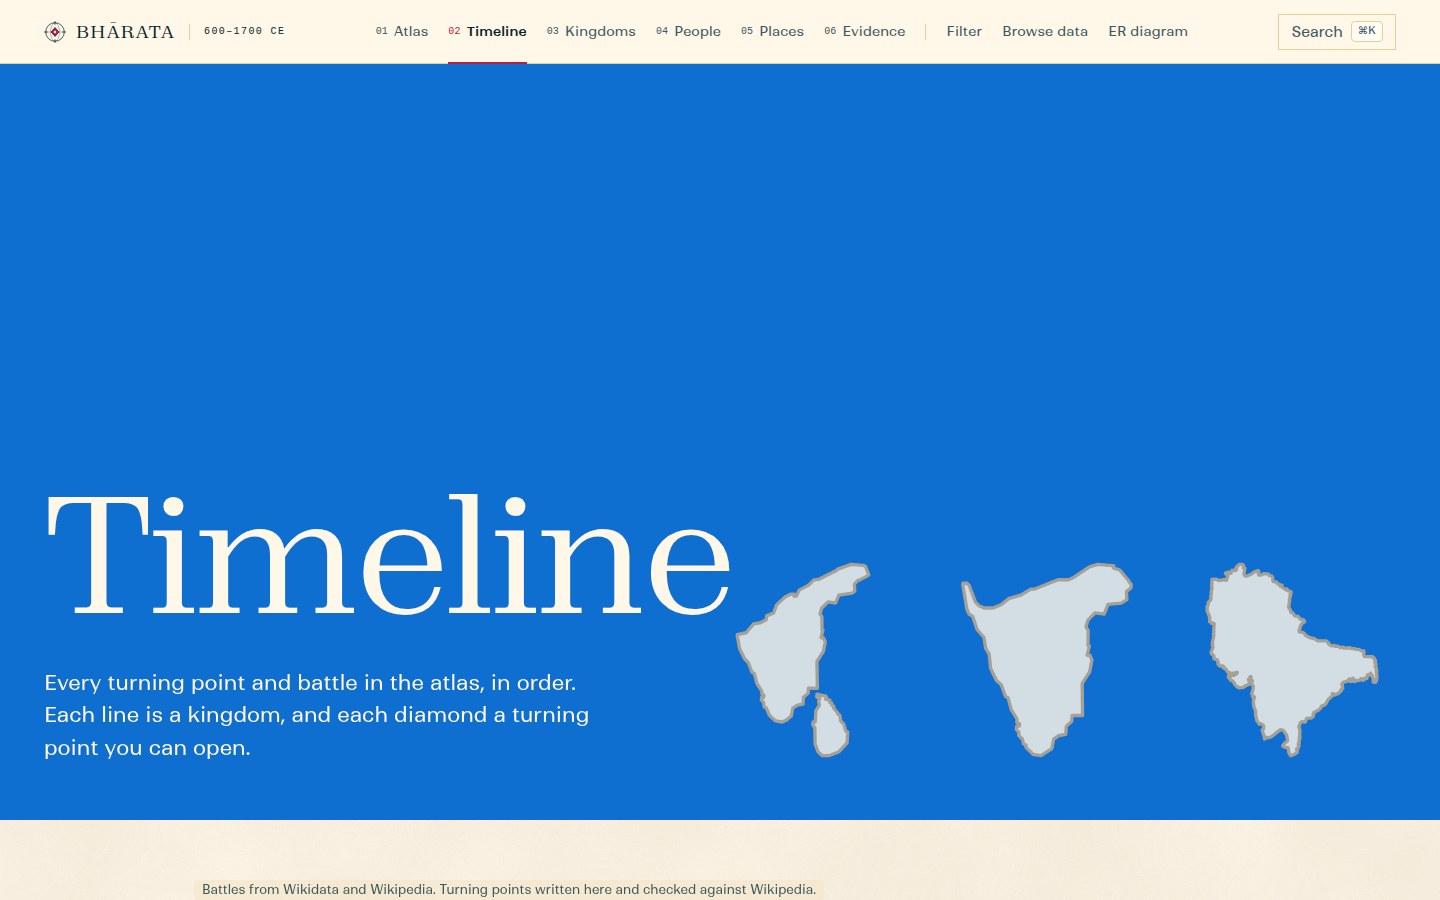 BHĀRATA
600–1700 CE
01 Atlas
02 Timeline
03 Kingdoms
04 People
05 Places
06 Evidence
Filter
Browse data
ER diagram
Search ⌘K
Timeline
Every turning point and battle in the atlas, in order.
Each line is a kingdom, and each diamond a turning
point you can open.
Battles from Wikidata and Wikipedia. Turning points written here and checked against Wikipedia.